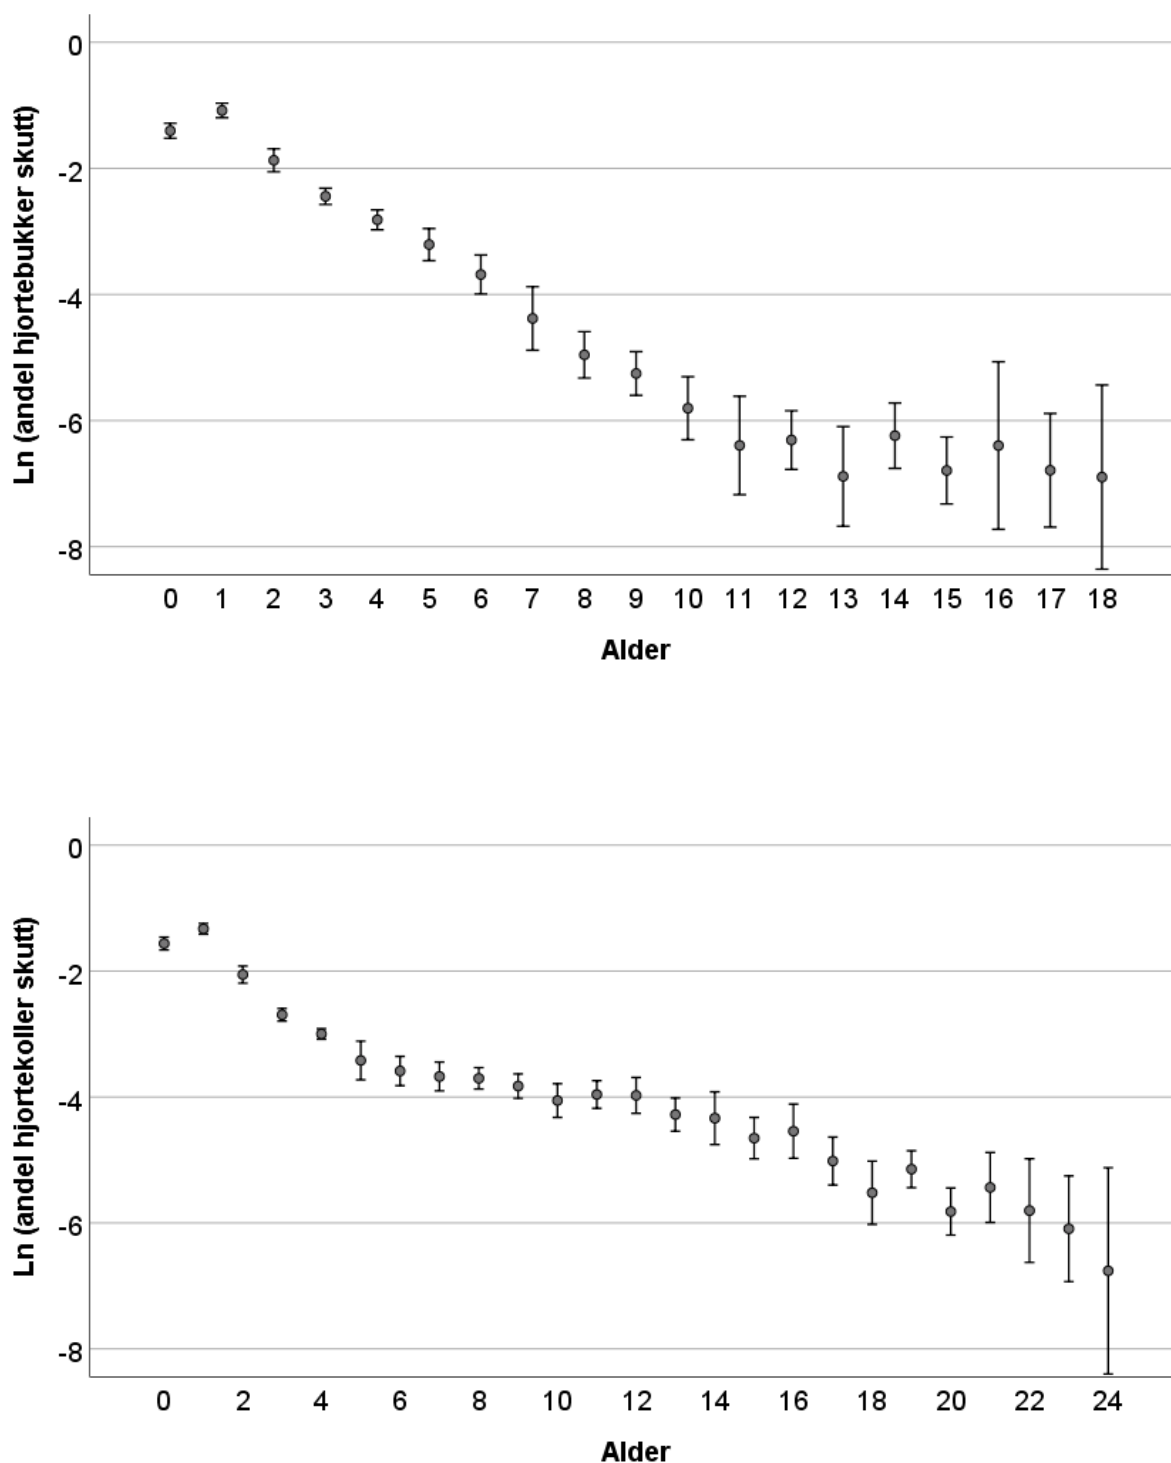 Ln (andel hjortebukker skutt)
0
-2
-4
-6
-8
0 1 2 3 4 5 6 7 8 9 10 11 12 13 14 15 16 17 18
Alder
Ln (andel hjortekoller skutt)
0
-2
-4
-6
-8
0 2 4 6 8 10 12 14 16 18 20 22 24
Alder